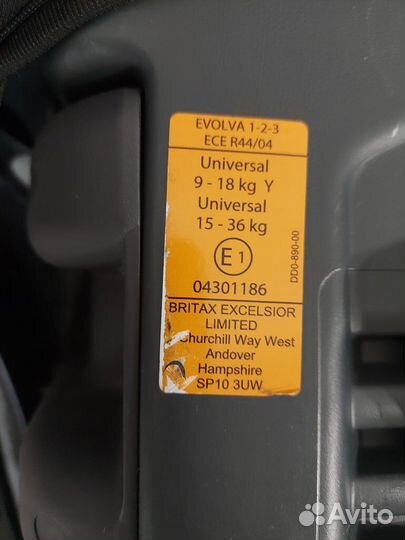 EVOLVA 1-2-3
ECE R44/04
Universal
9 - 18 kg Y
Universal
15 - 36 kg
E1
04301186
DD0-890-00
BRITAX EXCELSIOR
LIMITED
Churchill Way West
Andover
Hampshire
SP10 3UW
Avito